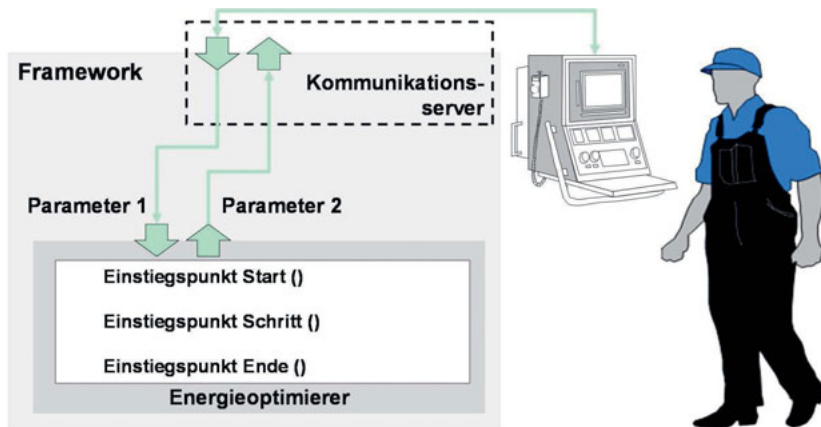 Framework
Kommunikations-
server
Parameter 1
Parameter 2
Einstiegspunkt Start ()
Einstiegspunkt Schritt ()
Einstiegspunkt Ende ()
Energieoptimierer